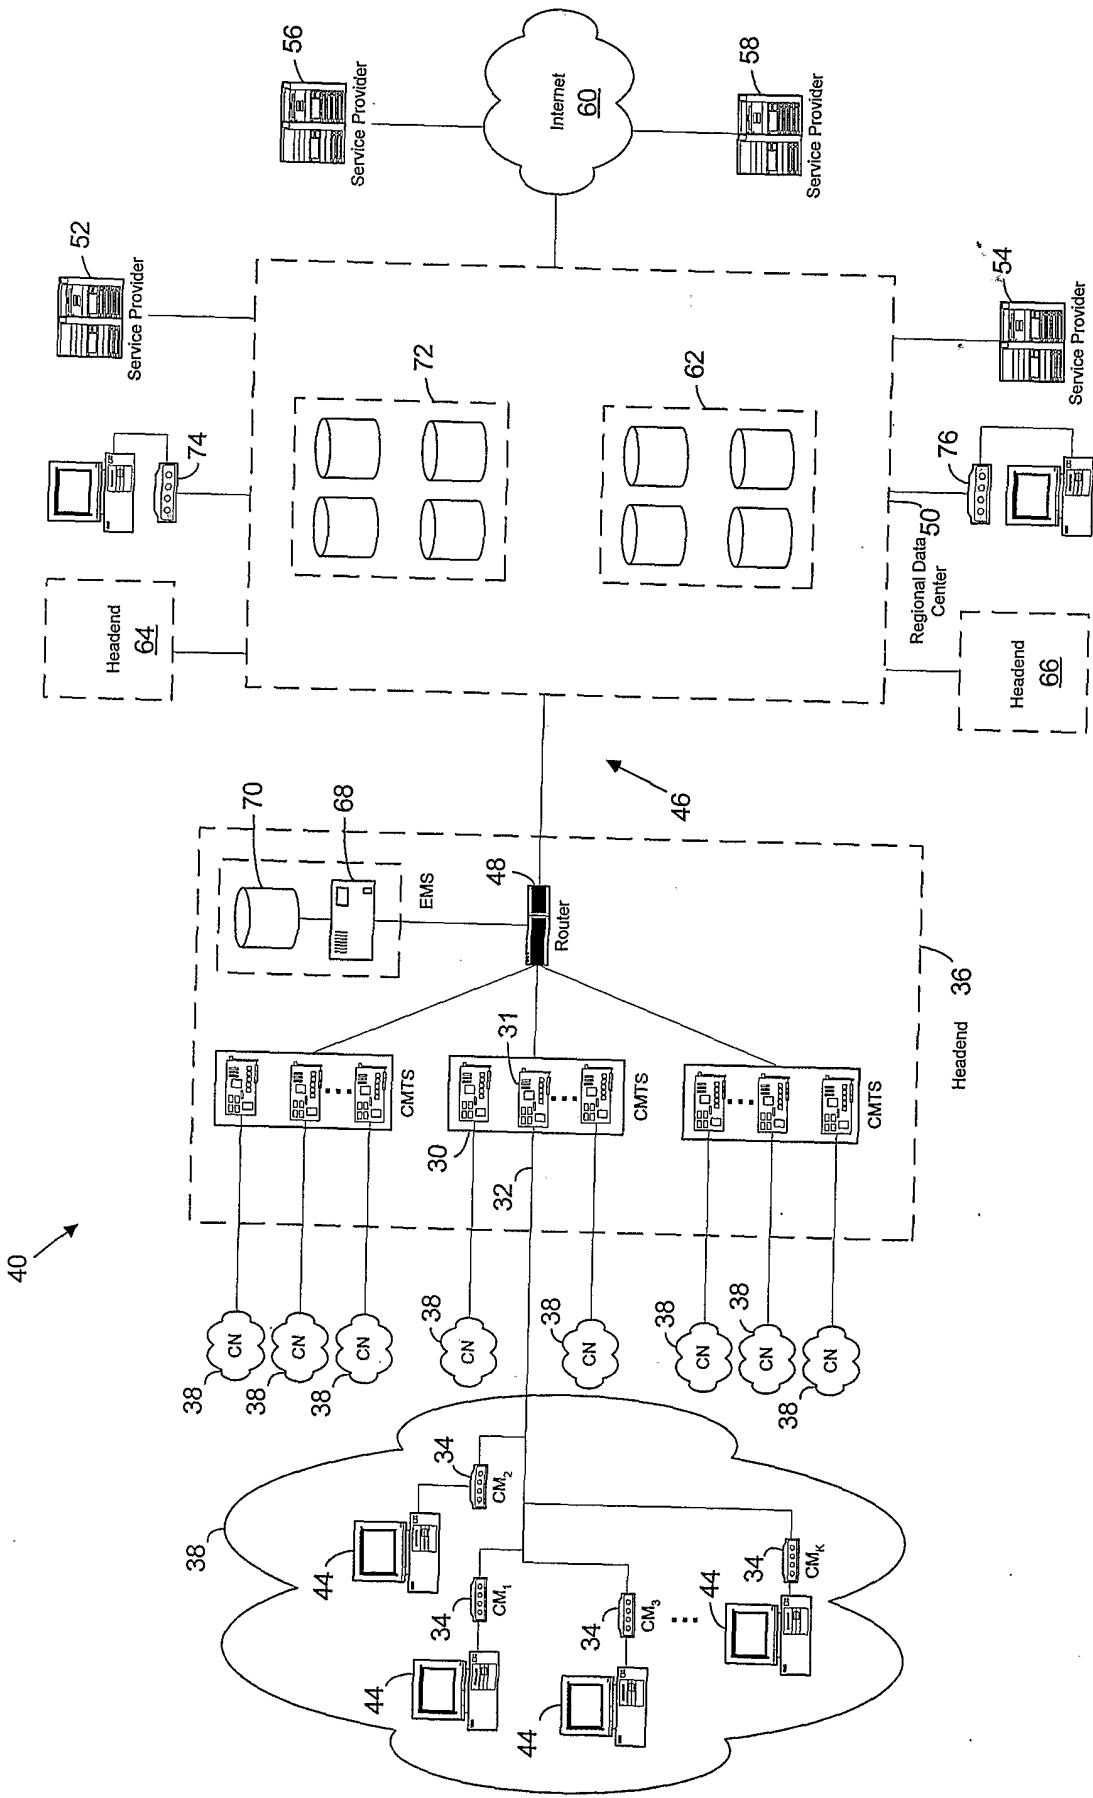 40
38
44
34
CM2
44
34
CM1
44
34
CM3
44
34
CMK
38
CN
38
CN
38
CN
38
CN
38
CN
38
CN
38
CN
38
CN
32
30
31
CMTS
CMTS
CMTS
Headend
36
70
68
EMS
48
Router
46
Headend
64
Headend
66
Regional Data
Center
50
72
62
74
76
52
Service Provider
54
Service Provider
56
Service Provider
58
Service Provider
Internet
60